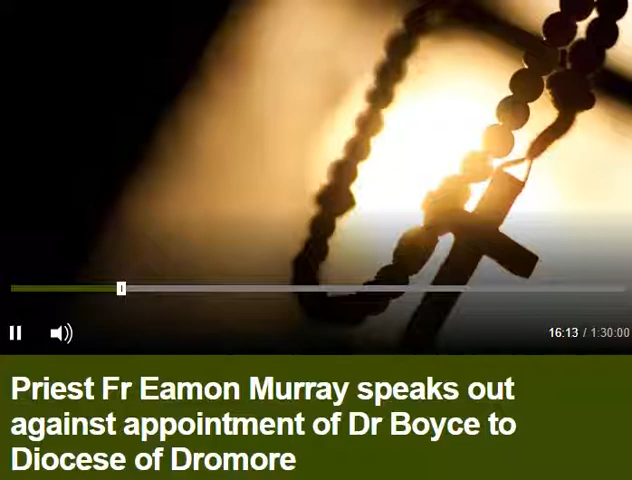 16:13 / 1:30:00
Priest Fr Eamon Murray speaks out
against appointment of Dr Boyce to
Diocese of Dromore